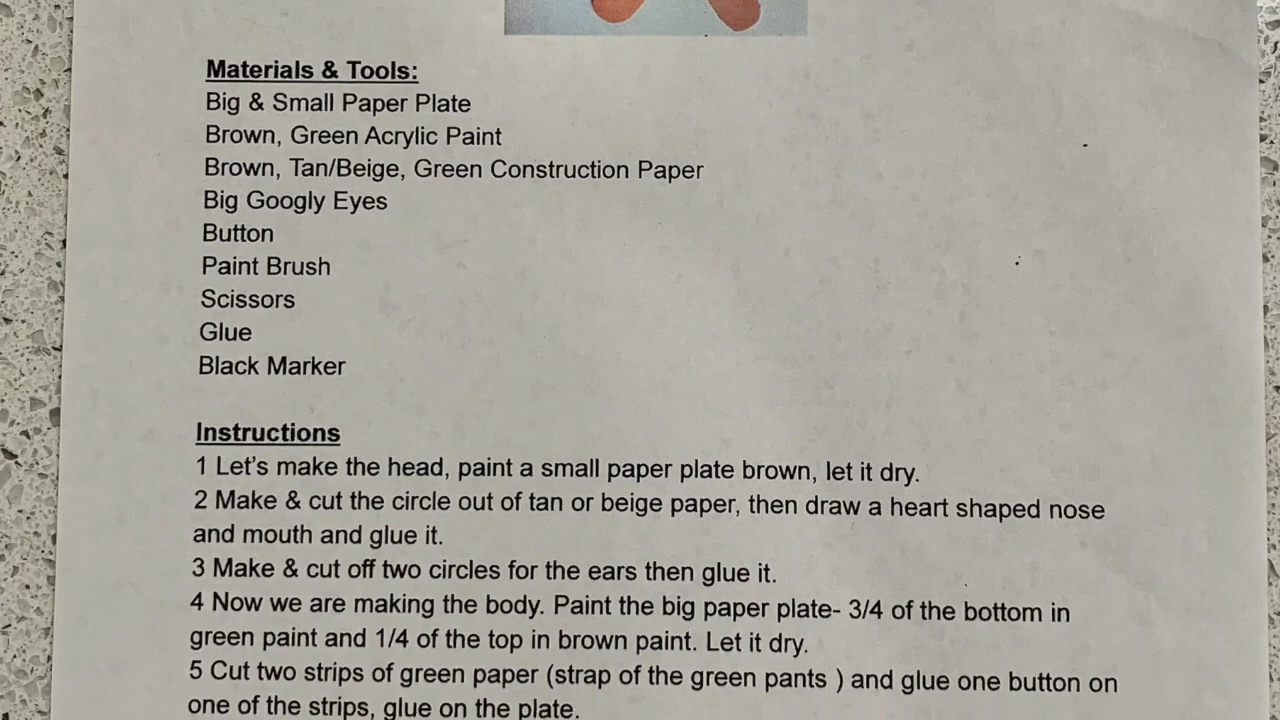 Materials & Tools:
Big & Small Paper Plate
Brown, Green Acrylic Paint
Brown, Tan/Beige, Green Construction Paper
Big Googly Eyes
Button
Paint Brush
Scissors
Glue
Black Marker
Instructions
1 Let's make the head, paint a small paper plate brown, let it dry.
2 Make & cut the circle out of tan or beige paper, then draw a heart shaped nose
and mouth and glue it.
3 Make & cut off two circles for the ears then glue it.
4 Now we are making the body. Paint the big paper plate- 3/4 of the bottom in
green paint and 1/4 of the top in brown paint. Let it dry.
5 Cut two strips of green paper (strap of the green pants ) and glue one button on
one of the strips, glue on the plate.